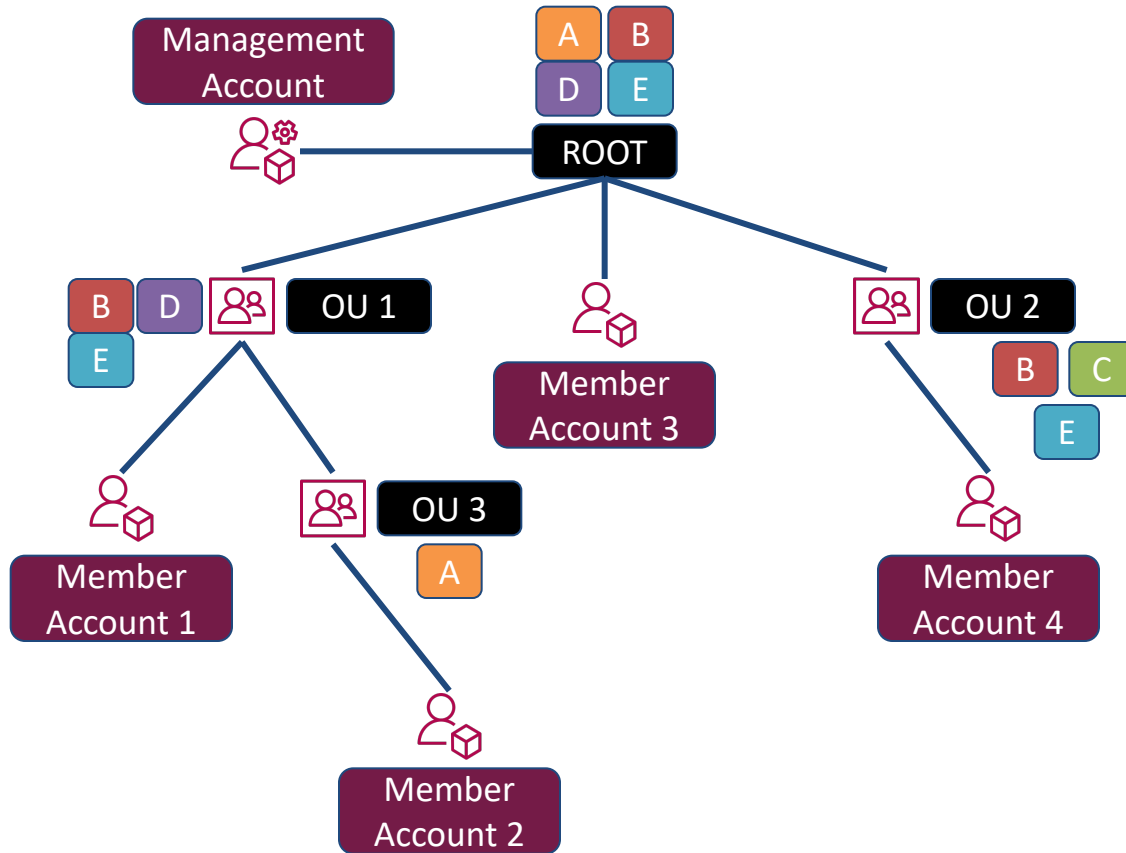 Management
Account
A B
D E
ROOT
B D
E
OU 1
OU 2
B C
E
Member
Account 3
OU 3
A
Member
Account 1
Member
Account 4
Member
Account 2